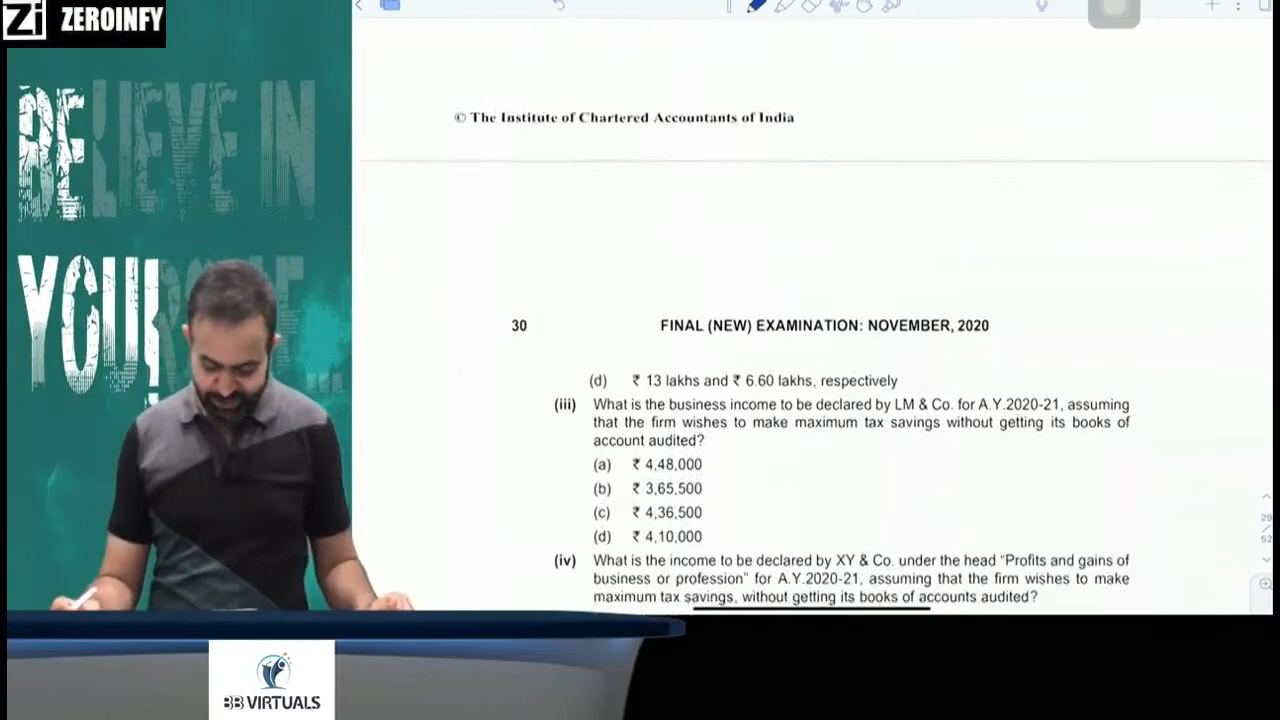 Zi ZEROINFY
BELIEVE IN
YOURSELF...
© The Institute of Chartered Accountants of India
30 FINAL (NEW) EXAMINATION: NOVEMBER, 2020
(d) ₹ 13 lakhs and ₹ 6.60 lakhs, respectively
(iii) What is the business income to be declared by LM & Co. for A.Y.2020-21, assuming
that the firm wishes to make maximum tax savings without getting its books of
account audited?
(a) ₹ 4,48,000
(b) ₹ 3,65,500
(c) ₹ 4,36,500
(d) ₹ 4,10,000
(iv) What is the income to be declared by XY & Co. under the head “Profits and gains of
business or profession” for A.Y.2020-21, assuming that the firm wishes to make
maximum tax savings, without getting its books of accounts audited?
29
/
52
BB VIRTUALS